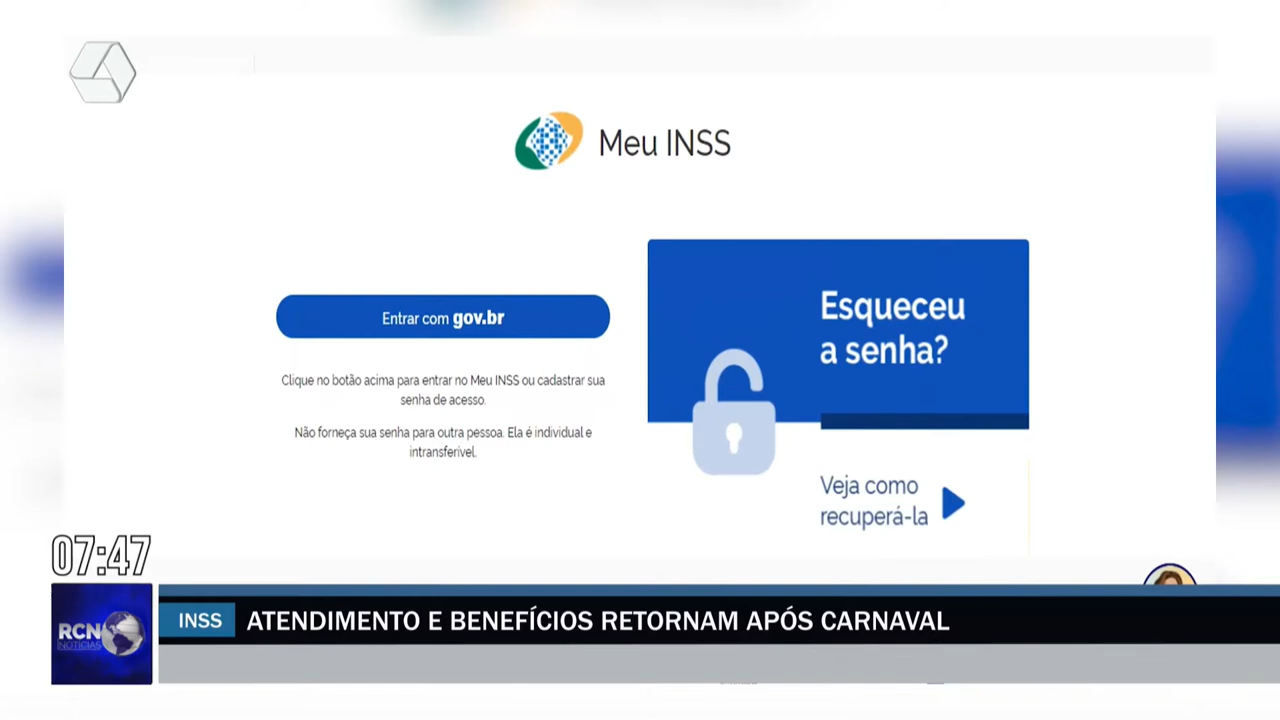 Meu INSS
Entrar com gov.br
Clique no botão acima para entrar no Meu INSS ou cadastrar sua
senha de acesso.
Não forneça sua senha para outra pessoa. Ela é individual e
intransferível.
Esqueceu
a senha?
Veja como
recuperá-la
07:47
RCN
NOTÍCIAS
INSS
ATENDIMENTO E BENEFÍCIOS RETORNAM APÓS CARNAVAL